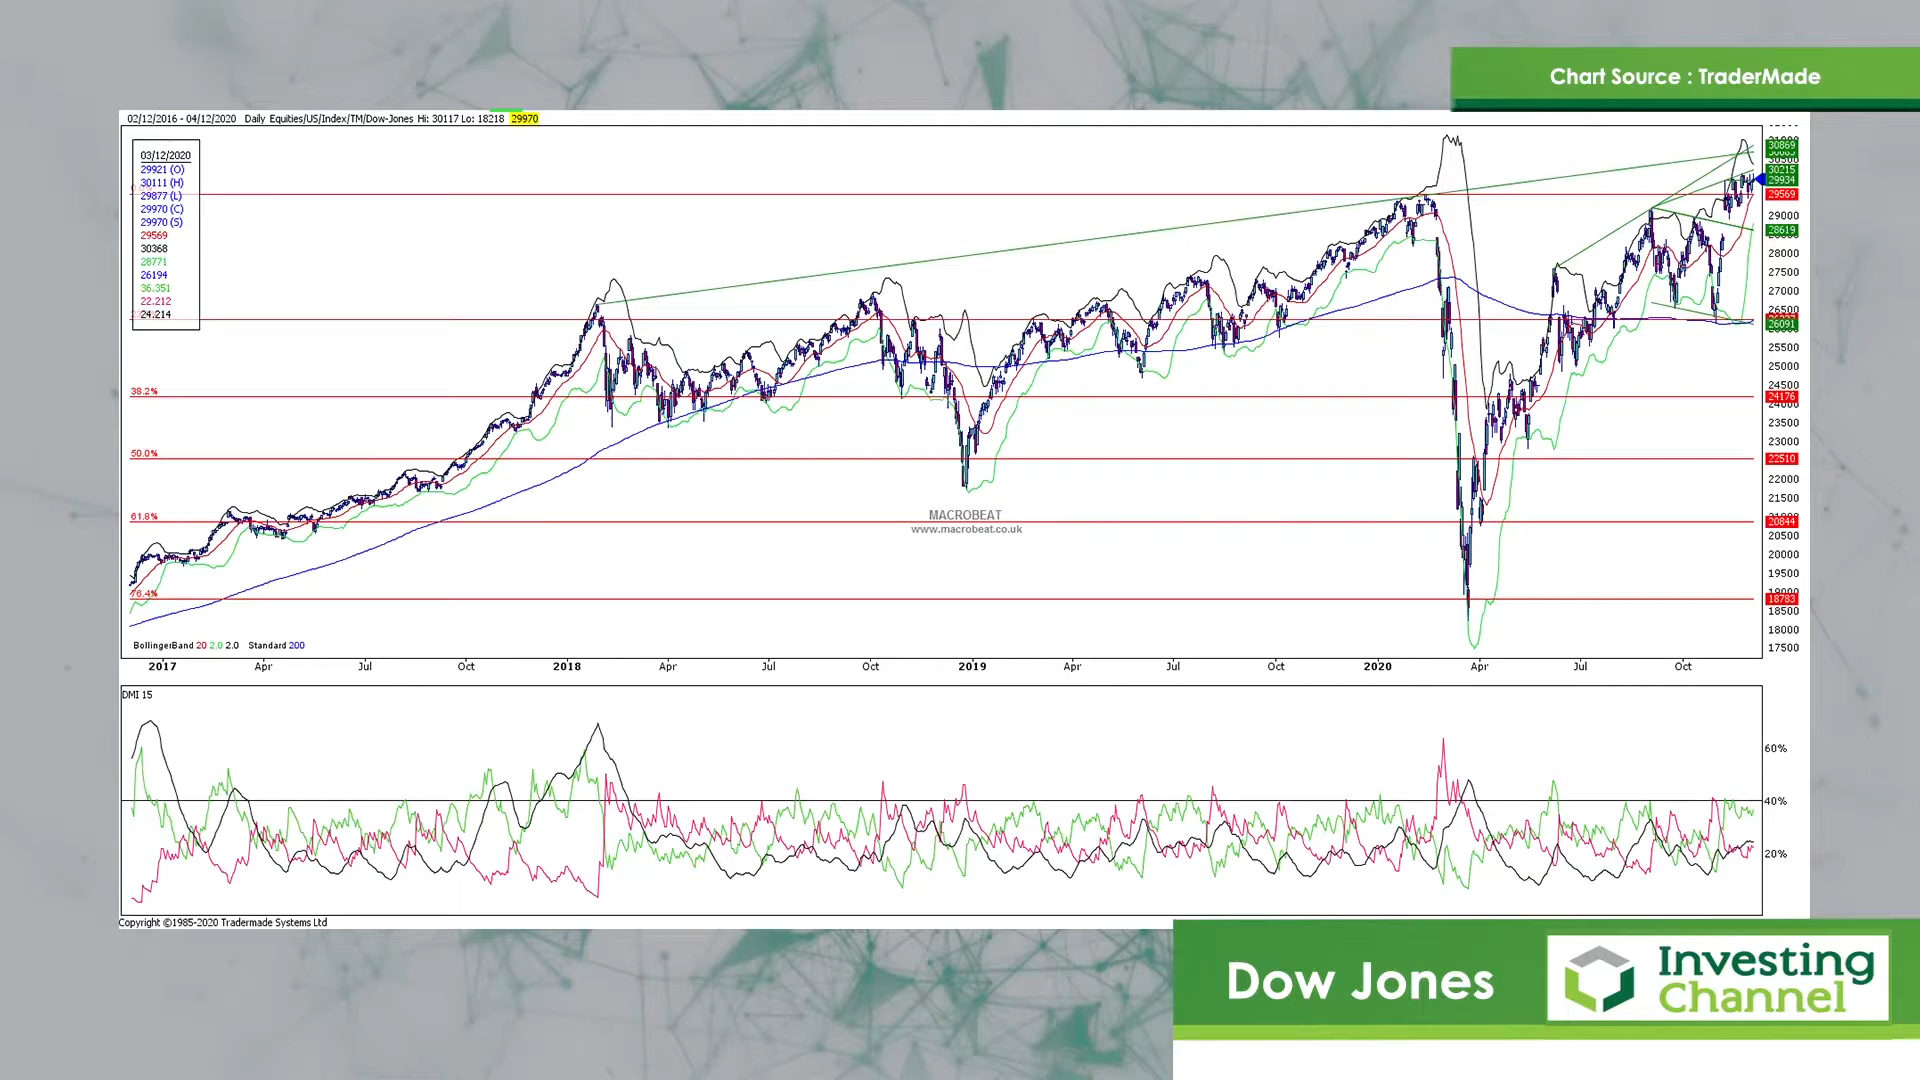 Chart Source : TraderMade
02/12/2016 - 04/12/2020 Daily Equities/US/Index/TM/Dow-Jones Hi: 30117 Lo: 18218 29970
03/12/2020
29921 (O)
30111 (H)
29877 (L)
29970 (C)
29970 (S)
29569
30368
28771
26194
36.351
22.212
24.214
38.2%
50.0%
61.8%
76.4%
30869
30215
29934
29569
29000
28619
28000
27500
27000
26500
26091
25500
25000
24500
24176
24000
23500
23000
22510
22000
21500
20844
20500
20000
19500
18783
18500
18000
17500
MACROBEAT
www.macrobeat.co.uk
BollingerBand 20 2.0 2.0 Standard 200
2017 Apr Jul Oct 2018 Apr Jul Oct 2019 Apr Jul Oct 2020 Apr Jul Oct
DMI 15
60%
40%
20%
Copyright ©1985-2020 Tradermade Systems Ltd
Dow Jones
Investing
Channel